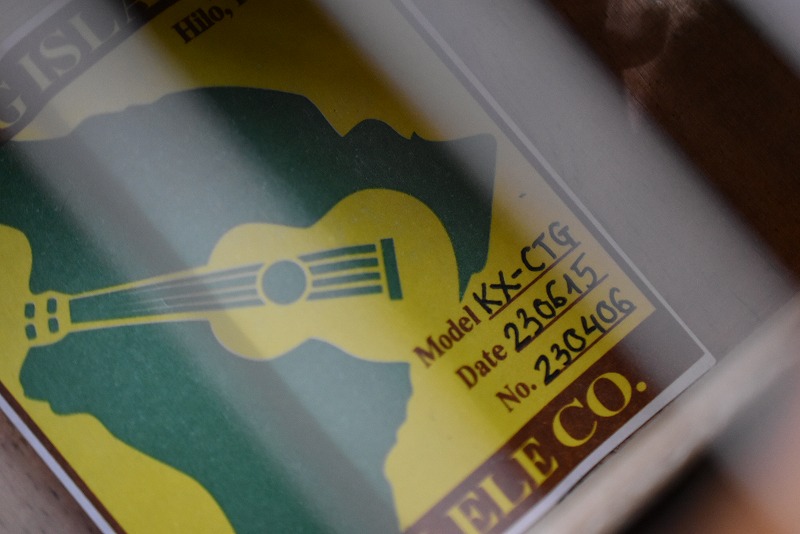 G ISLA
Hilo,
Model KX-CTG
Date 230615
No. 230406
ELE CO.